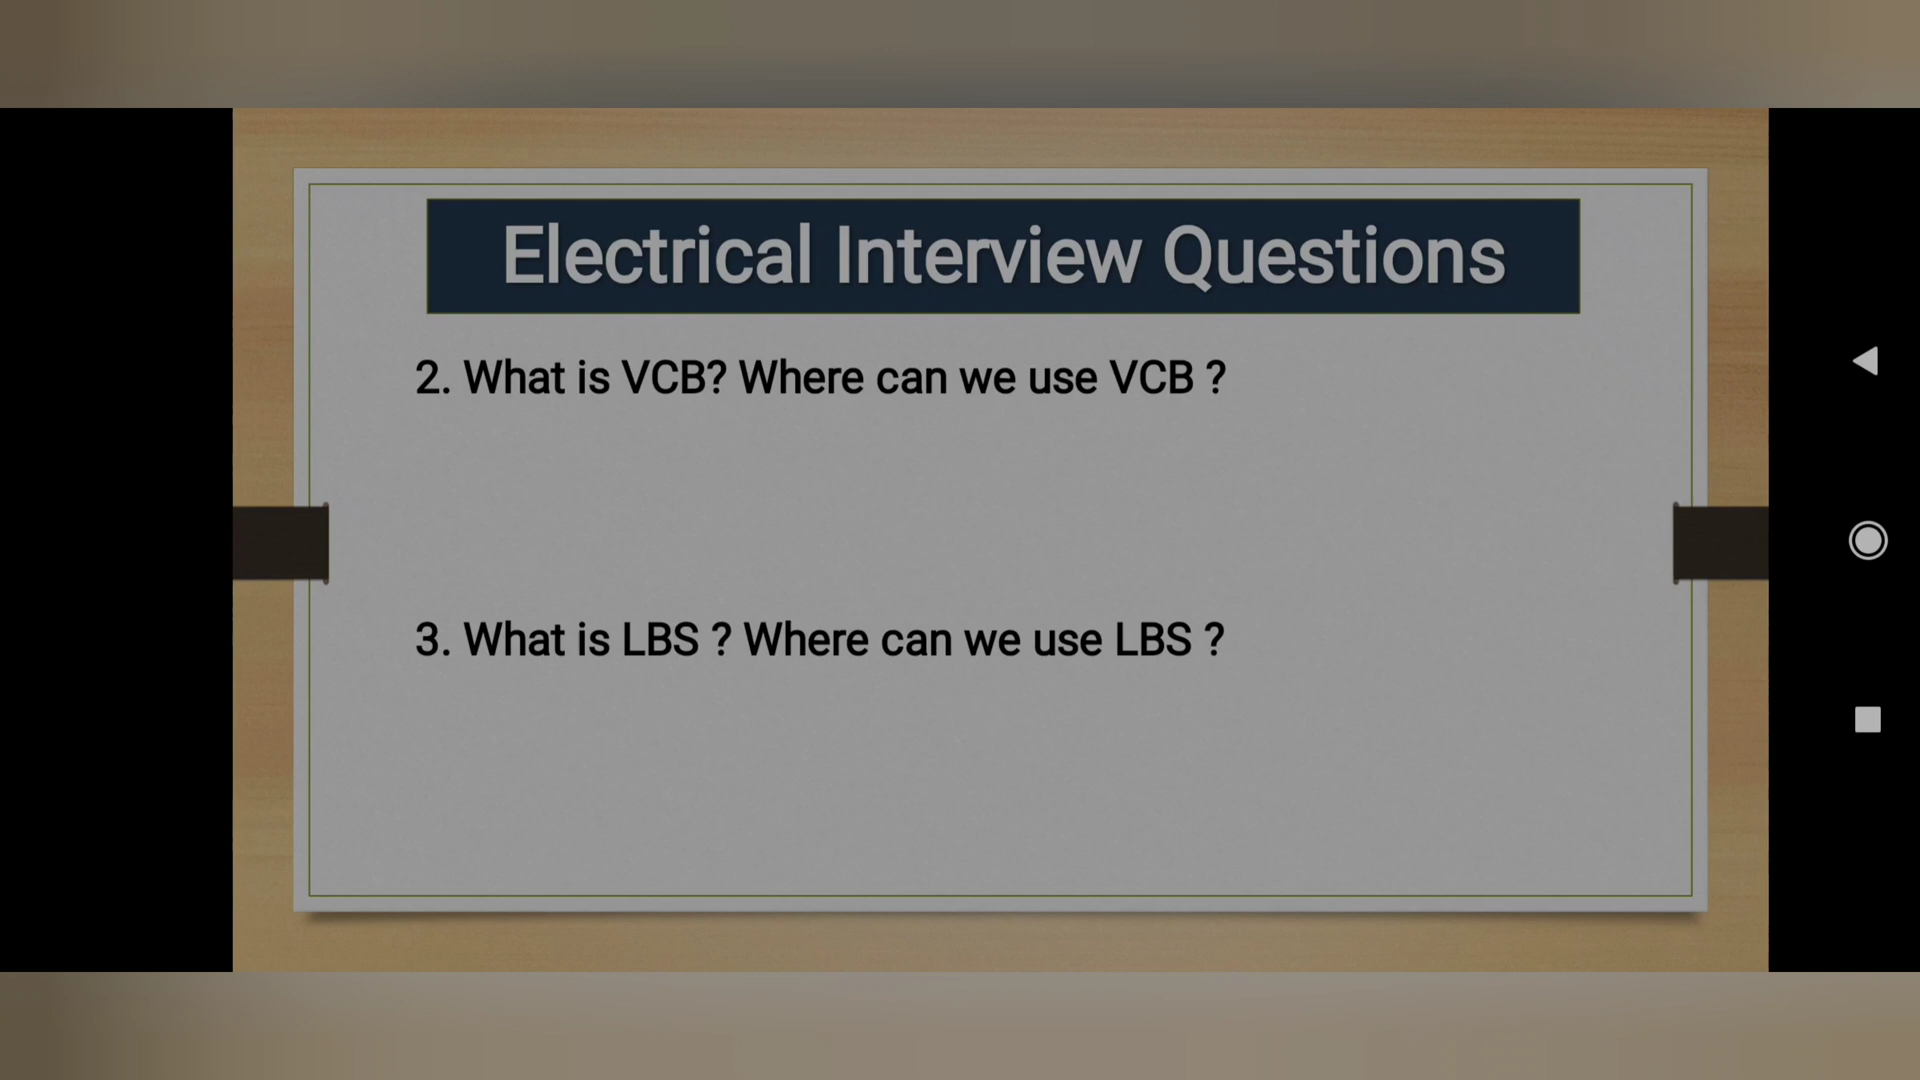 Electrical Interview Questions
2. What is VCB? Where can we use VCB ?
3. What is LBS ? Where can we use LBS ?